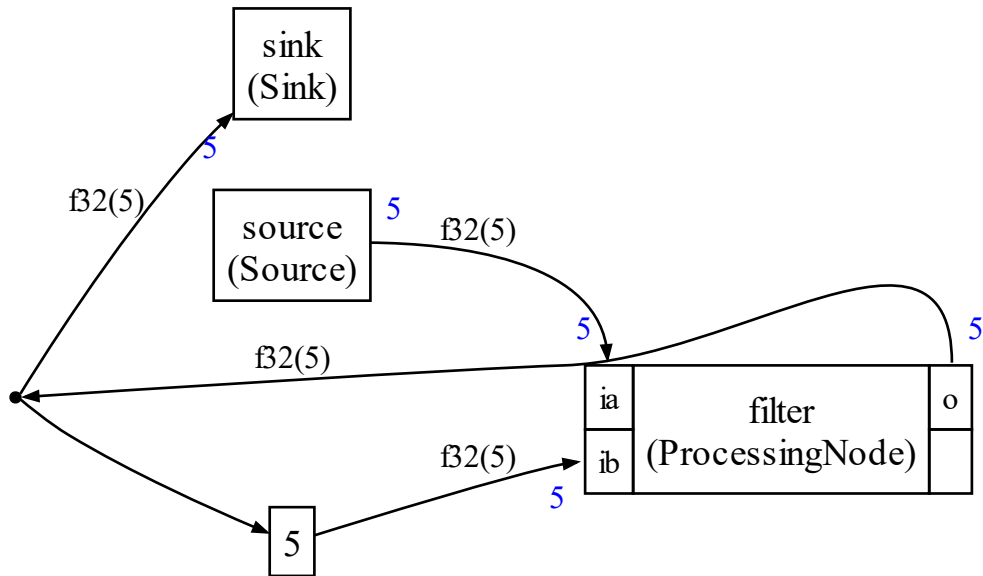 sink
(Sink)
5
f32(5)
source
(Source)
5
f32(5)
5
5
f32(5)
ia
filter
(ProcessingNode)
o
ib
f32(5)
5
5